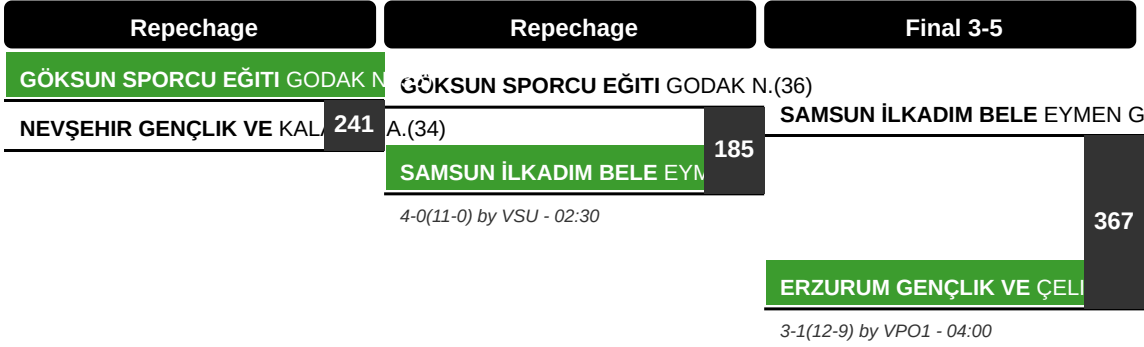 Repechage
Repechage
Final 3-5
GÖKSUN SPORCU EĞITI GODAK N
NEVŞEHIR GENÇLIK VE KAL A.(34)
241
GÖKSUN SPORCU EĞITI GODAK N.(36)
SAMSUN İLKADIM BELE EYM
185
4-0(11-0) by VSU - 02:30
SAMSUN İLKADIM BELE EYMEN G
367
ERZURUM GENÇLIK VE ÇELI
3-1(12-9) by VPO1 - 04:00